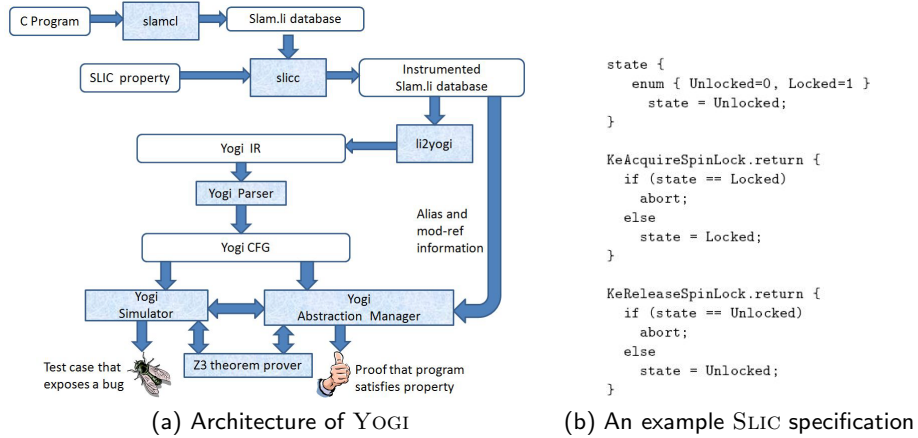 C Program
slamcl
Slam.li database
SLIC property
slicc
Instrumented
Slam.li database
li2yogi
Yogi IR
Yogi Parser
Alias and
mod-ref
information
Yogi CFG
Yogi
Simulator
Yogi
Abstraction Manager
Z3 theorem prover
Test case that
exposes a bug
Proof that program
satisfies property
(a) Architecture of YOGI
state {
enum { Unlocked=0, Locked=1 }
state = Unlocked;
}
KeAcquireSpinLock.return {
if (state == Locked)
abort;
else
state = Locked;
}
KeReleaseSpinLock.return {
if (state == Unlocked)
abort;
else
state = Unlocked;
}
(b) An example SLIC specification